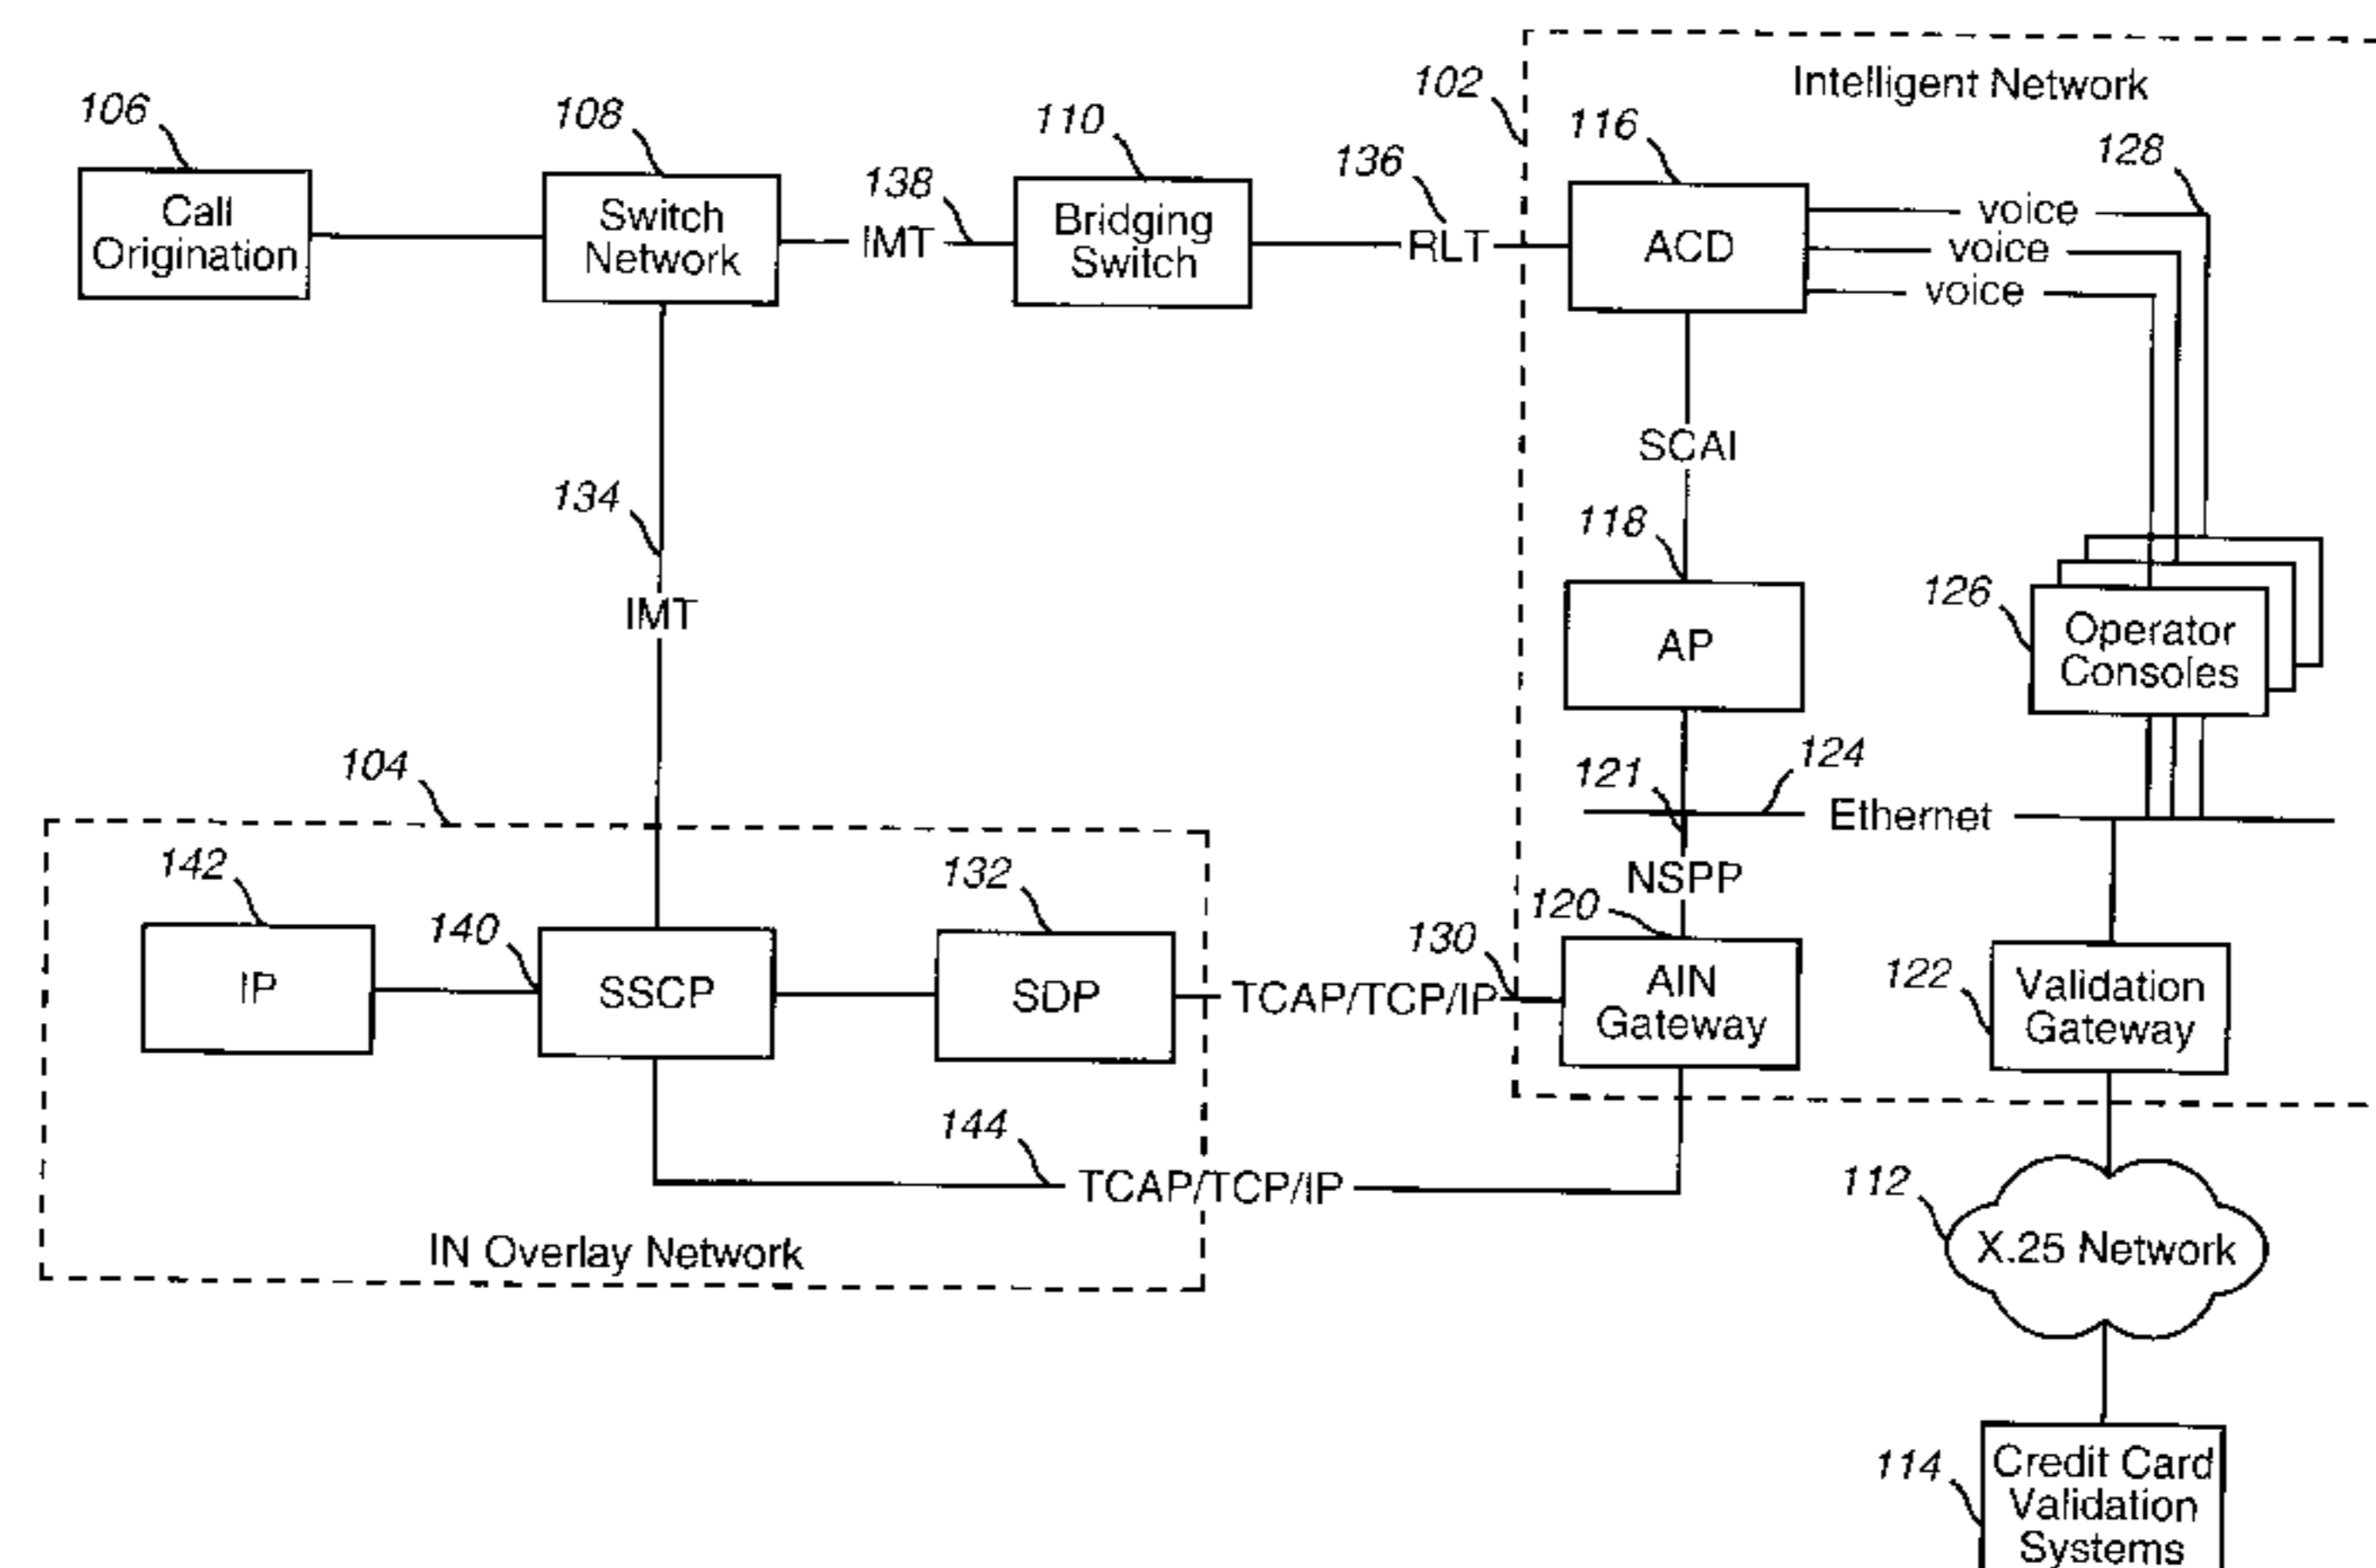 102
Intelligent Network
106
108
110
136
116
128
138
Call
Origination
Switch
Network
IMT
Bridging
Switch
RLT
ACD
voice
voice
voice
SCAI
134
118
IMT
126
AP
Operator
Consoles
104
121
124
Ethernet
142
132
NSPP
140
130
120
IP
SSCP
SDP
TCAP/TCP/IP
AIN
Gateway
122
Validation
Gateway
144
TCAP/TCP/IP
112
IN Overlay Network
X.25 Network
114
Credit Card
Validation
Systems